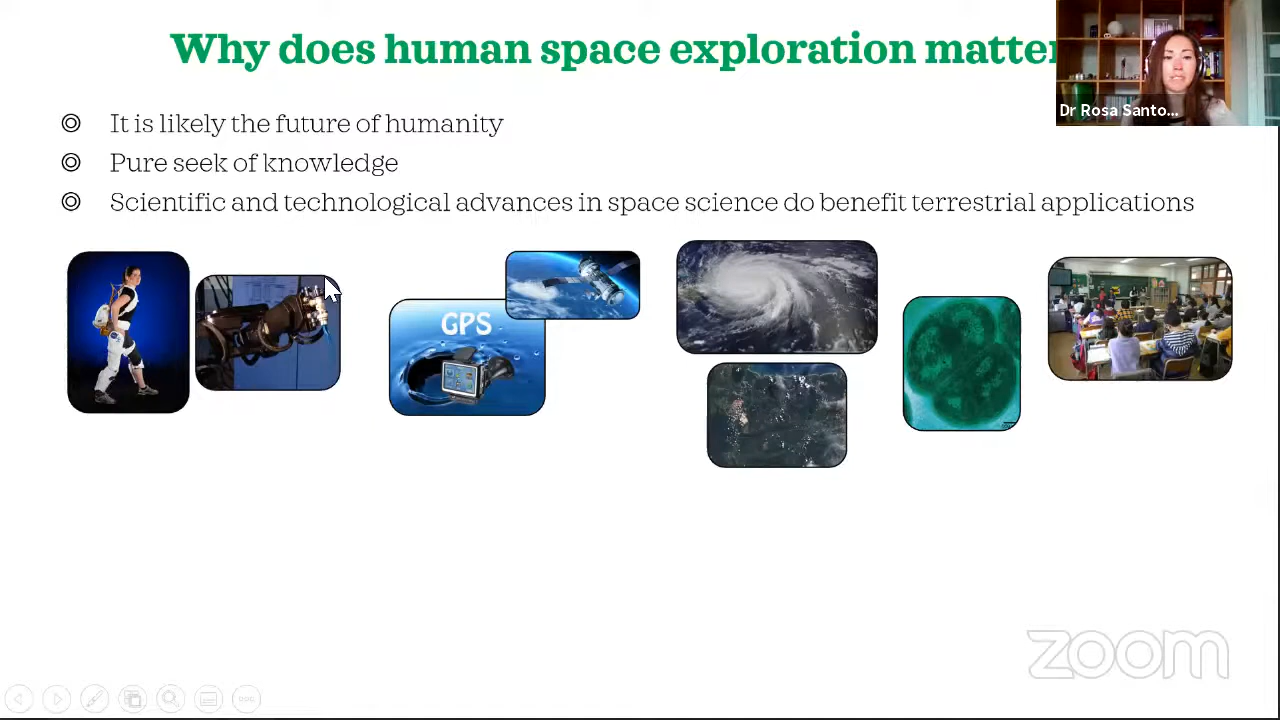 Why does human space exploration matter
Dr Rosa Santo...
It is likely the future of humanity
Pure seek of knowledge
Scientific and technological advances in space science do benefit terrestrial applications
GPS
zoom